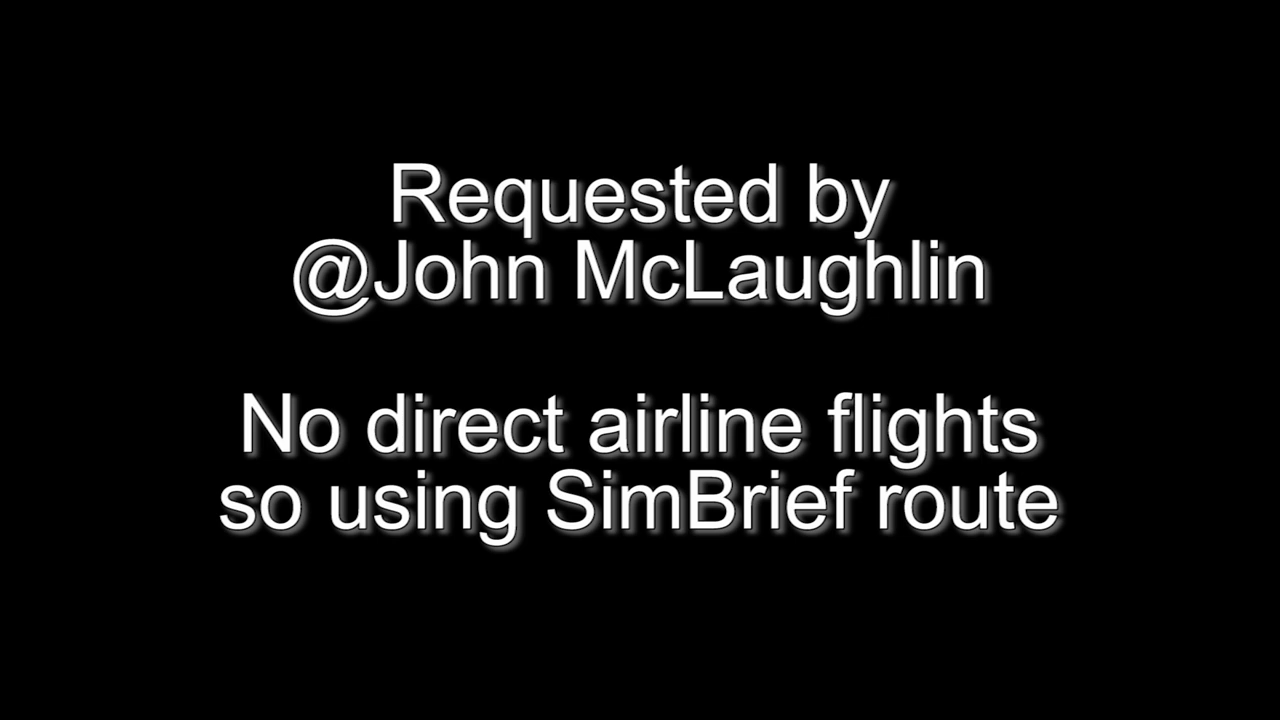 Requested by
@John McLaughlin
No direct airline flights
so using SimBrief route